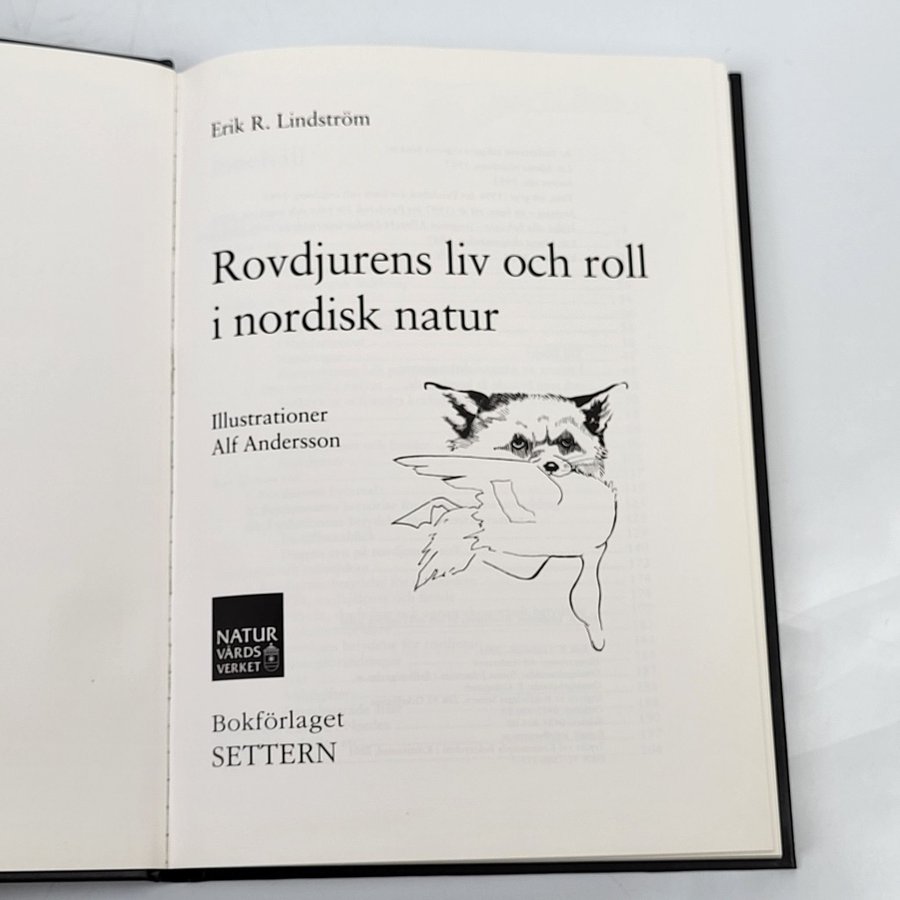 Erik R. Lindström
Rovdjurens liv och roll
i nordisk natur
Illustrationer
Alf Andersson
NATUR
VÅRDS
VERKET
Bokförlaget
SETTERN